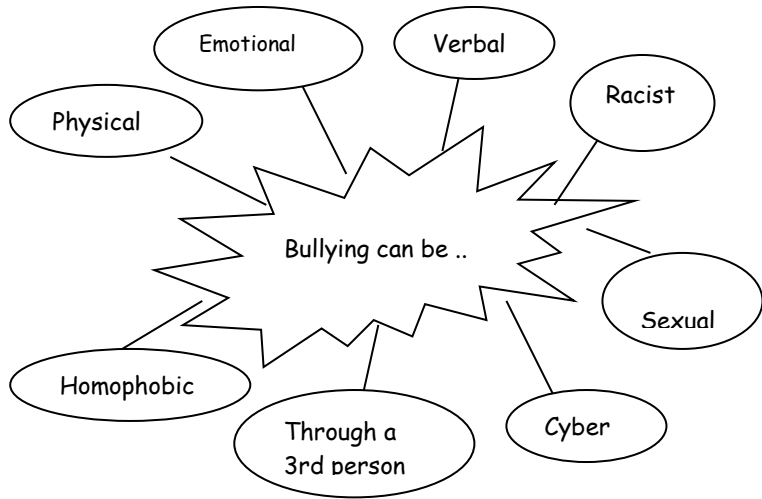 Emotional
Verbal
Racist
Physical
Bullying can be ..
Sexual
Homophobic
Through a
3rd person
Cyber